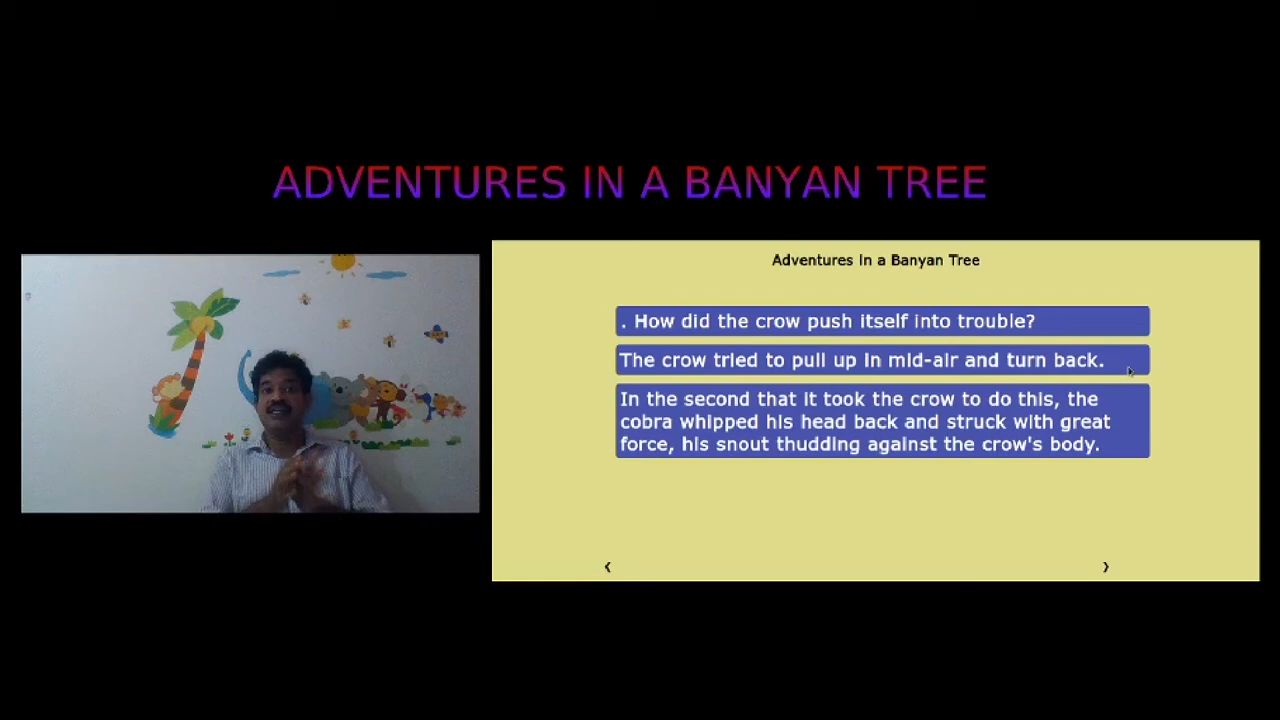 ADVENTURES IN A BANYAN TREE
Adventures in a Banyan Tree
. How did the crow push itself into trouble?
The crow tried to pull up in mid-air and turn back.
In the second that it took the crow to do this, the
cobra whipped his head back and struck with great
force, his snout thudding against the crow's body.